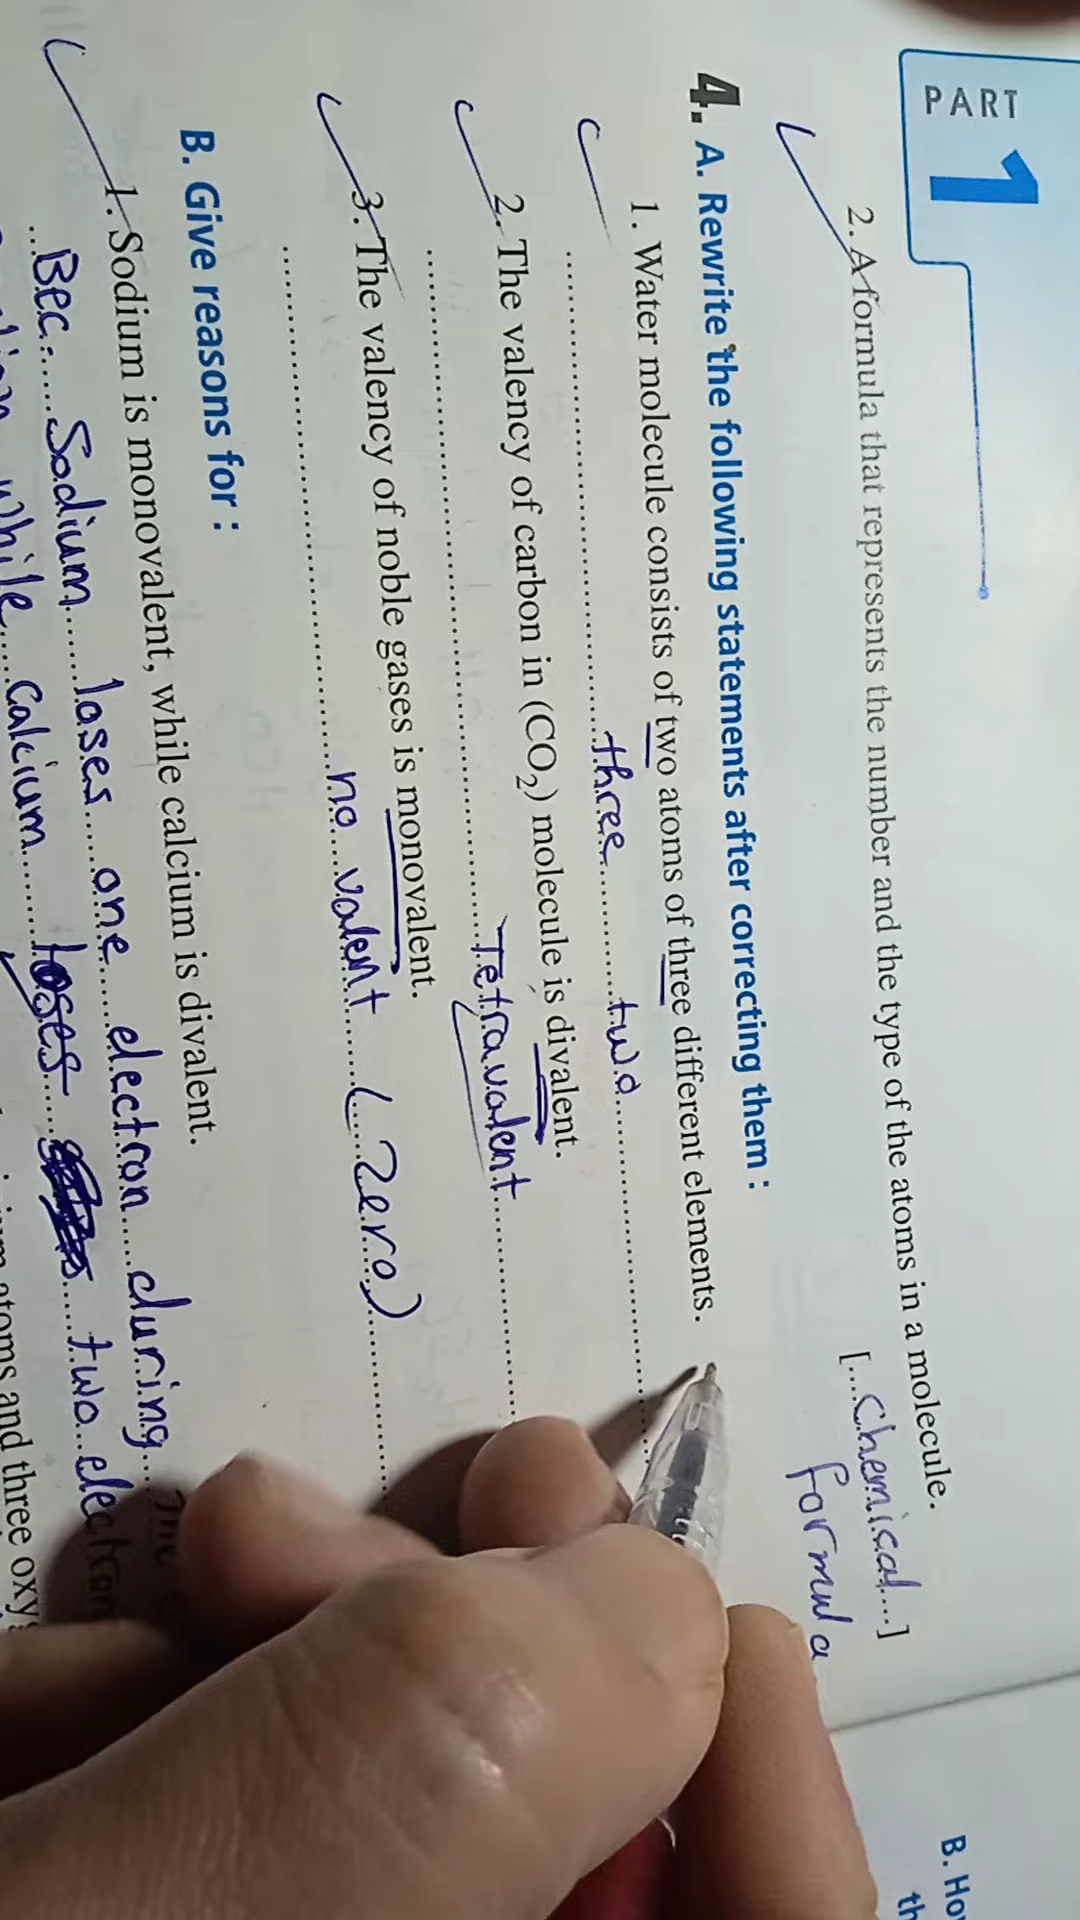 PART
1
2. A formula that represents the number and the type of the atoms in a molecule.
[....Chemical....]
formula
4. A. Rewrite the following statements after correcting them :
1. Water molecule consists of two atoms of three different elements.
three two
2. The valency of carbon in (CO₂) molecule is divalent.
Tetravalent
3. The valency of noble gases is monovalent.
no valent (zero)
B. Give reasons for :
1. Sodium is monovalent, while calcium is divalent.
Bec. Sodium loses one electron during
while calcium loses two
atoms and three
B.